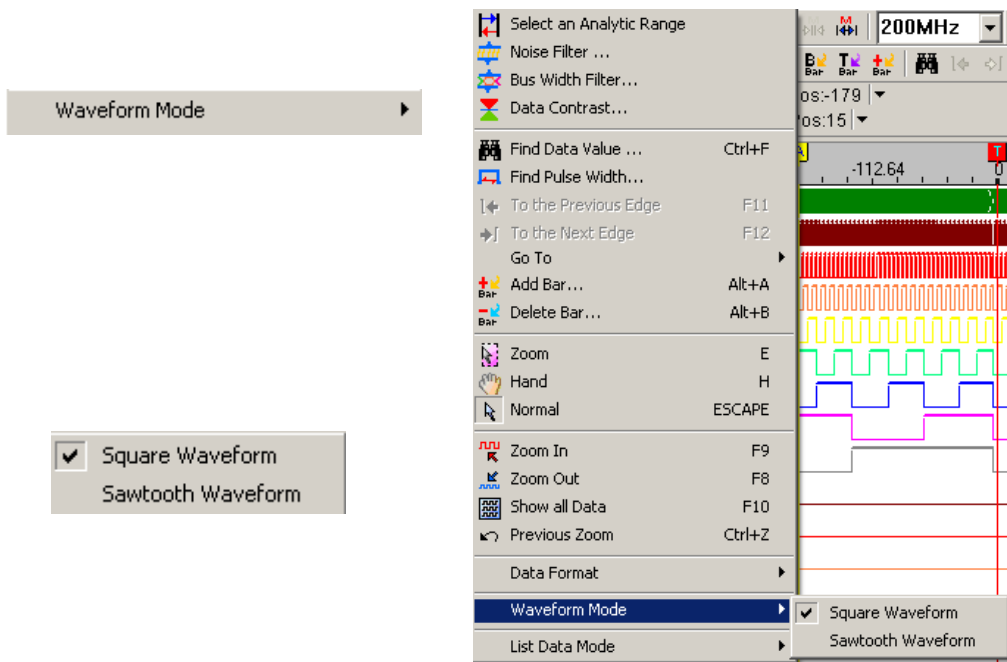 Waveform Mode
Square Waveform
Sawtooth Waveform
Select an Analytic Range
Noise Filter ...
Bus Width Filter...
Data Contrast...
Find Data Value ... Ctrl+F
Find Pulse Width...
To the Previous Edge F11
To the Next Edge F12
Go To
Bar Add Bar... Alt+A
Bar Delete Bar... Alt+B
Zoom E
Hand H
Normal ESCAPE
Zoom In F9
Zoom Out F8
Show all Data F10
Previous Zoom Ctrl+Z
Data Format
Waveform Mode
List Data Mode
M M 200MHz
B Bar T Bar + Bar
os:-179
os:15
A T
-112.64 0
Square Waveform
Sawtooth Waveform